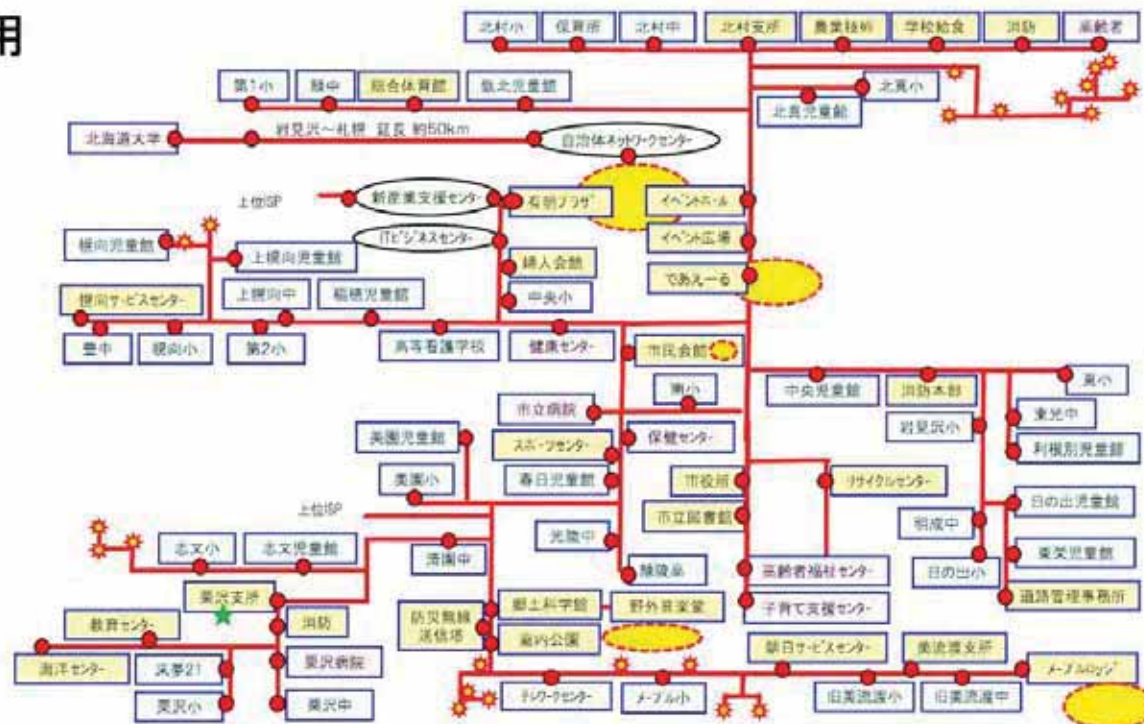 用
北村小 保育所 北村中 北村支所 農業技術 学校給食 消防 高齢者
第1小 緑中 総合体育館 飯北児童館 北真小
北真児童館
岩見沢~札幌 延長 約50km
北海道大学 自治体ネットワークセンター
上位ISP 新産業支援センター 有明プラザ イベントホール
ITビジネスセンター イベント広場
幌向児童館 上幌向児童館 婦人会館 であえーる
幌向サービスセンター 上幌向中 稲穂児童館 中央小
豊中 幌向小 第2小 高等看護学校 健康センター 市民会館
南小 中央児童館 消防本部 東小
市立病院 東光中
美園児童館 スポーツセンター 保健センター 岩見沢小 利根別児童館
美園小 春日児童館 市役所 リサイクルセンター
上位ISP 市立図書館 日の出児童館
志文小 志文児童館 清園中 光陵中 明成中
緑陵高 高齢者福祉センター 日の出小 東栄児童館
栗沢支所 防災無線送信塔 郷土科学館 野外音楽堂 子育て支援センター 道路管理事務所
教育センター 消防 玉泉内公園
海洋センター 来夢21 栗沢病院 朝日サービスセンター 美流渡支所 メープルロッジ
栗沢小 栗沢中 テレワークセンター メープル小 旧美流渡小 旧美流渡中